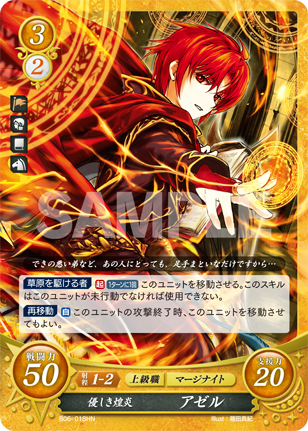 3
2
SAMPLE
できの悪い弟など、あの人にとっても、足手まといなだけですから…
草原を駆ける者 起 1ターンに1回 このユニットを移動させる。このスキル
はこのユニットが未行動でなければ使用できない。
再移動 自 このユニットの攻撃終了時、このユニットを移動させ
てもよい。
戦闘力
50
射程
1-2
上級職
マージナイト
支援力
20
優しき煌炎
アゼル
B06-018HN